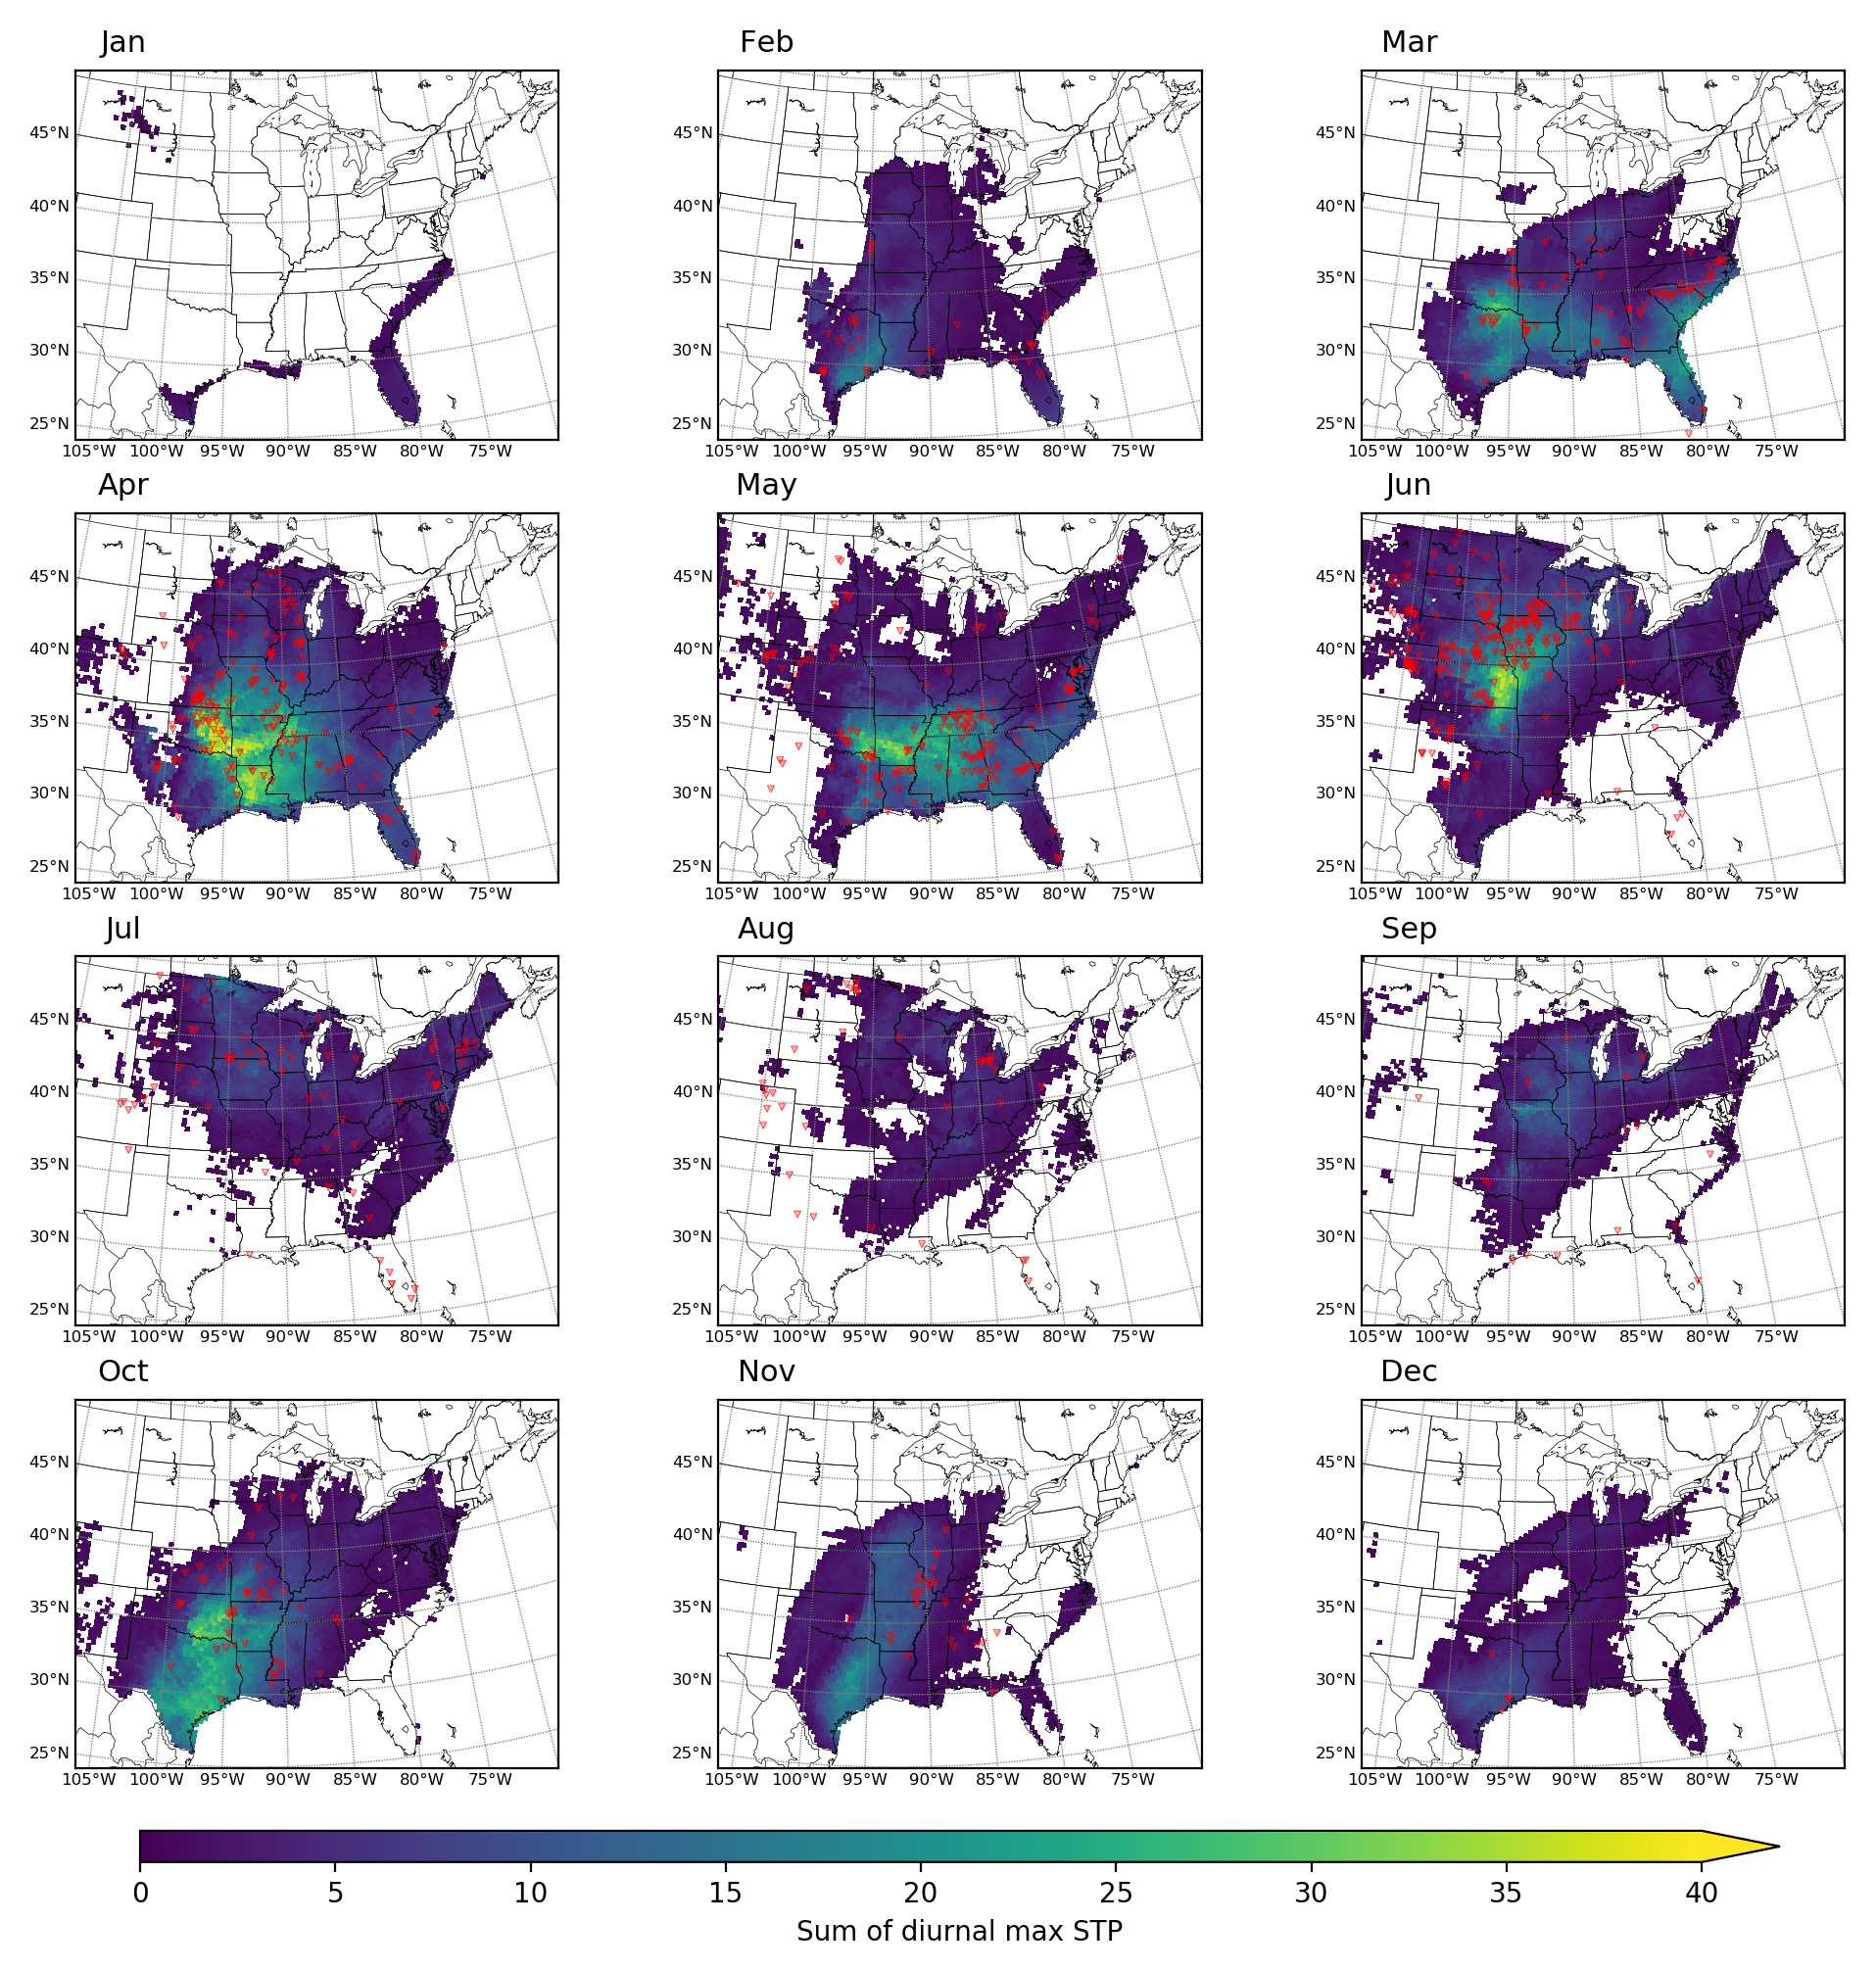 Jan Feb Mar
45°N 45°N 45°N
40°N 40°N 40°N
35°N 35°N 35°N
30°N 30°N 30°N
25°N 25°N 25°N
105°W 100°W 95°W 90°W 85°W 80°W 75°W 105°W 100°W 95°W 90°W 85°W 80°W 75°W 105°W 100°W 95°W 90°W 85°W 80°W 75°W
Apr May Jun
45°N 45°N 45°N
40°N 40°N 40°N
35°N 35°N 35°N
30°N 30°N 30°N
25°N 25°N 25°N
105°W 100°W 95°W 90°W 85°W 80°W 75°W 105°W 100°W 95°W 90°W 85°W 80°W 75°W 105°W 100°W 95°W 90°W 85°W 80°W 75°W
Jul Aug Sep
45°N 45°N 45°N
40°N 40°N 40°N
35°N 35°N 35°N
30°N 30°N 30°N
25°N 25°N 25°N
105°W 100°W 95°W 90°W 85°W 80°W 75°W 105°W 100°W 95°W 90°W 85°W 80°W 75°W 105°W 100°W 95°W 90°W 85°W 80°W 75°W
Oct Nov Dec
45°N 45°N 45°N
40°N 40°N 40°N
35°N 35°N 35°N
30°N 30°N 30°N
25°N 25°N 25°N
105°W 100°W 95°W 90°W 85°W 80°W 75°W 105°W 100°W 95°W 90°W 85°W 80°W 75°W 105°W 100°W 95°W 90°W 85°W 80°W 75°W
0 5 10 15 20 25 30 35 40
Sum of diurnal max STP